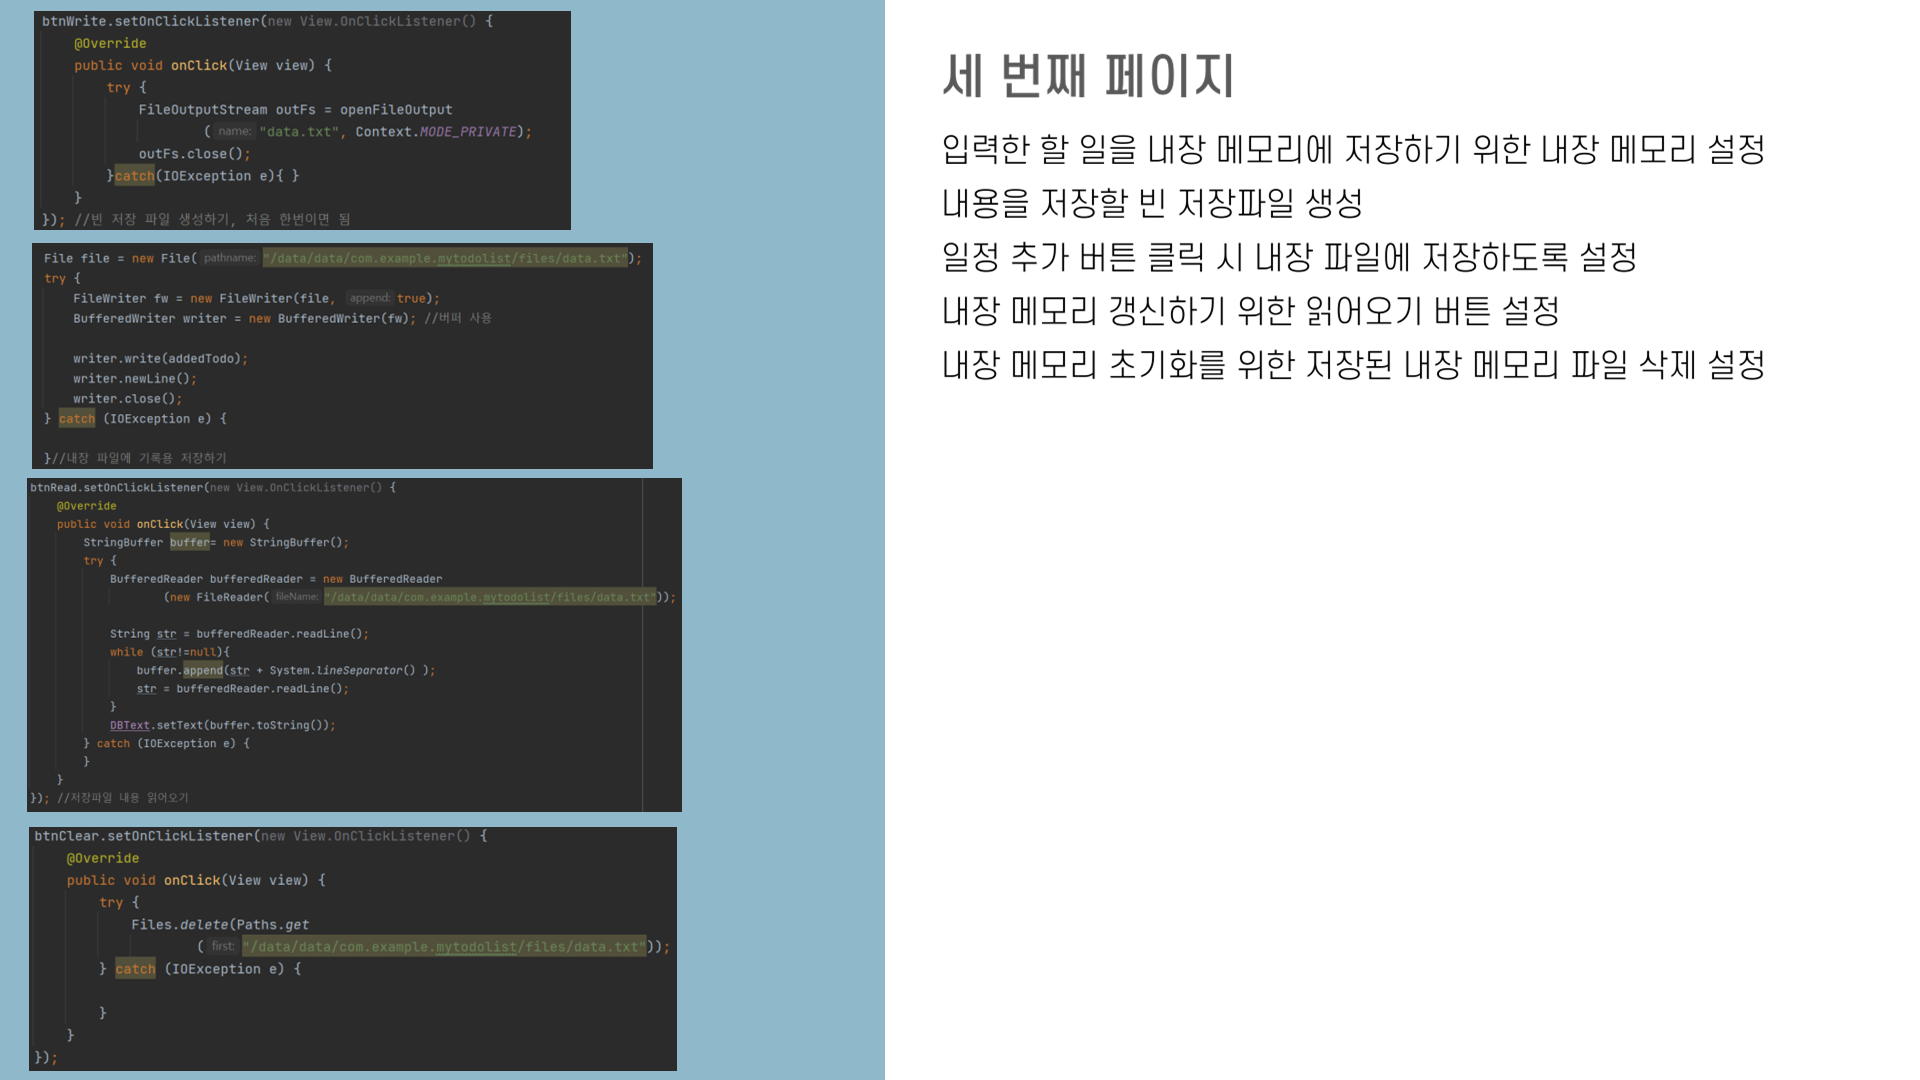 btnWrite.setOnClickListener(new View.OnClickListener() {
@Override
public void onClick(View view) {
try {
FileOutputStream outFs = openFileOutput
( name: "data.txt", Context.MODE_PRIVATE);
outFs.close();
}catch(IOException e){ }
}
}); //빈 저장 파일 생성하기, 처음 한번이면 됨
File file = new File( pathname: "/data/data/com.example.mytodolist/files/data.txt");
try {
FileWriter fw = new FileWriter(file, append: true);
BufferedWriter writer = new BufferedWriter(fw); //버퍼 사용
writer.write(addedTodo);
writer.newLine();
writer.close();
} catch (IOException e) {
}//내장 파일에 기록용 저장하기
btnRead.setOnClickListener(new View.OnClickListener() {
@Override
public void onClick(View view) {
StringBuffer buffer= new StringBuffer();
try {
BufferedReader bufferedReader = new BufferedReader
(new FileReader( fileName: "/data/data/com.example.mytodolist/files/data.txt"));
String str = bufferedReader.readLine();
while (str!=null){
buffer.append(str + System.lineSeparator() );
str = bufferedReader.readLine();
}
DBText.setText(buffer.toString());
} catch (IOException e) {
}
}
}); //저장파일 내용 읽어오기
btnClear.setOnClickListener(new View.OnClickListener() {
@Override
public void onClick(View view) {
try {
Files.delete(Paths.get
( first: "/data/data/com.example.mytodolist/files/data.txt"));
} catch (IOException e) {
}
}
});
세 번째 페이지
입력한 할 일을 내장 메모리에 저장하기 위한 내장 메모리 설정
내용을 저장할 빈 저장파일 생성
일정 추가 버튼 클릭 시 내장 파일에 저장하도록 설정
내장 메모리 갱신하기 위한 읽어오기 버튼 설정
내장 메모리 초기화를 위한 저장된 내장 메모리 파일 삭제 설정